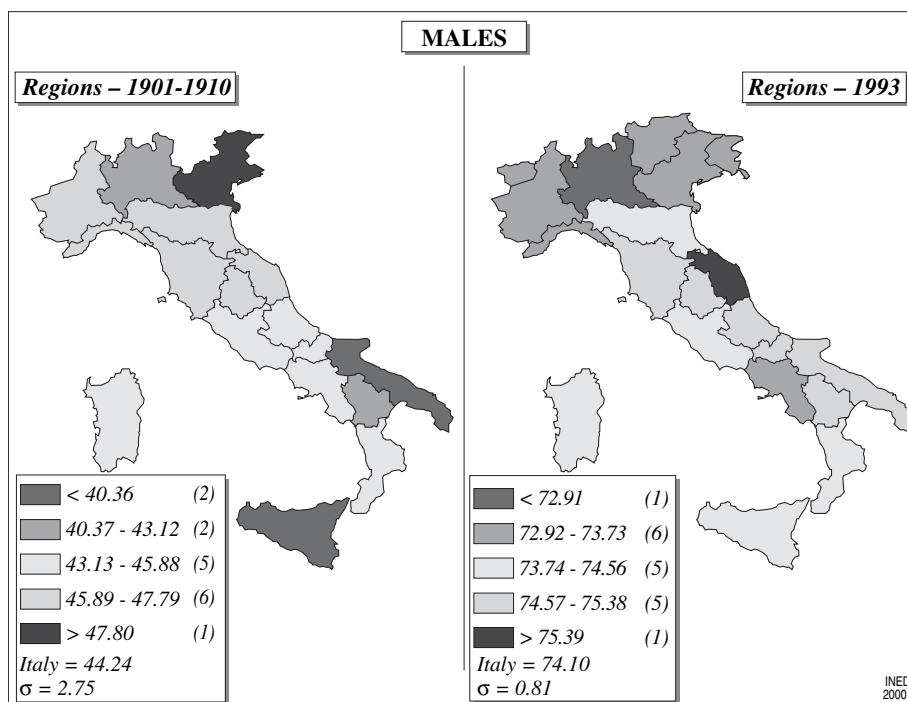 MALES
Regions – 1901-1910
< 40.36 (2)
40.37 - 43.12 (2)
43.13 - 45.88 (5)
45.89 - 47.79 (6)
> 47.80 (1)
Italy = 44.24
σ = 2.75
Regions – 1993
< 72.91 (1)
72.92 - 73.73 (6)
73.74 - 74.56 (5)
74.57 - 75.38 (5)
> 75.39 (1)
Italy = 74.10
σ = 0.81
INED
2000